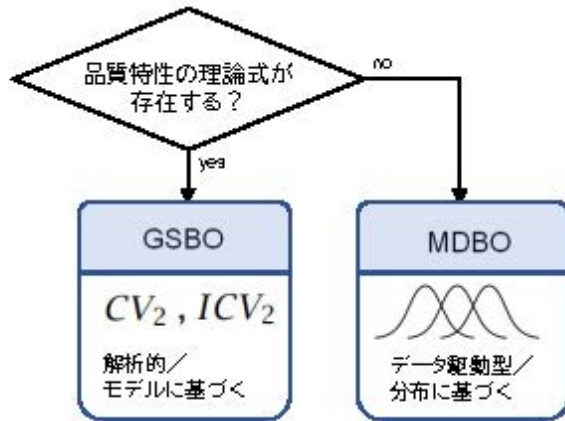 品質特性の理論式が
存在する？
no
yes
GSBO
CV₂ , ICV₂
解析的／
モデルに基づく
MDBO
データ駆動型／
分布に基づく